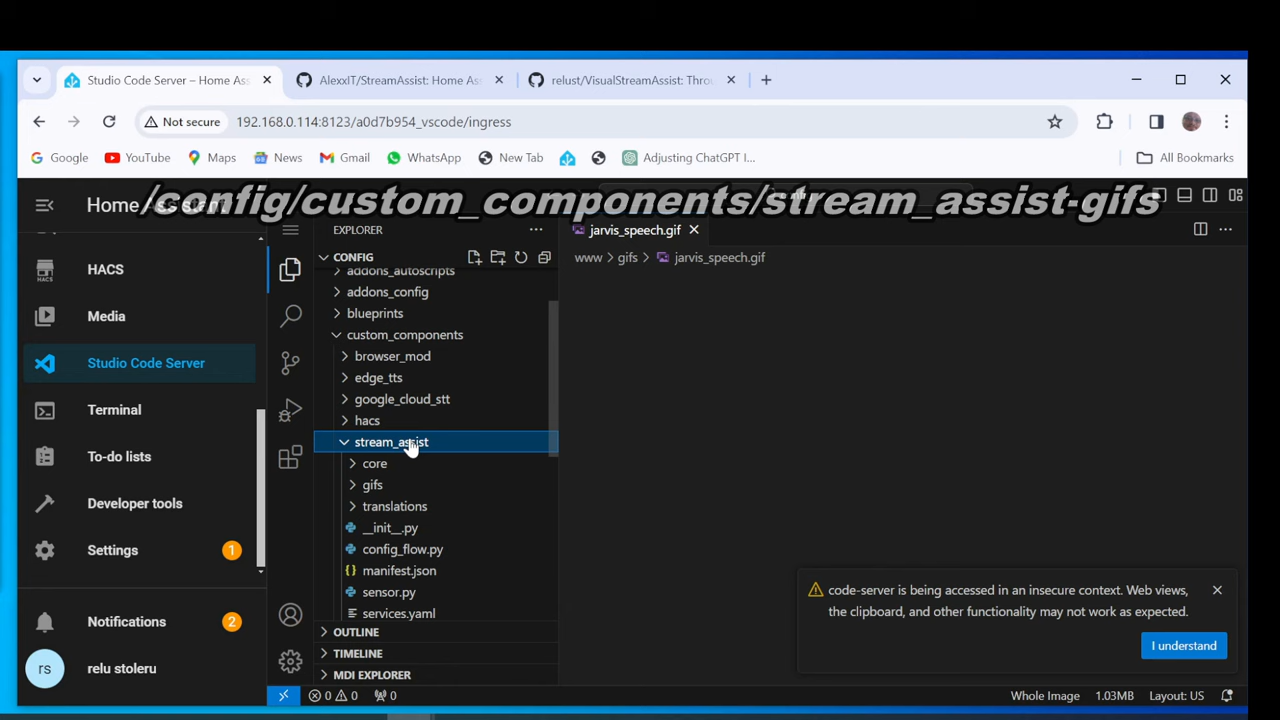 Studio Code Server – Home Ass
AlexxIT/StreamAssist: Home As
relust/VisualStreamAssist: Thro
Not secure
192.168.0.114:8123/a0d7b954_vscode/ingress
Google
YouTube
Maps
News
Gmail
WhatsApp
New Tab
Adjusting ChatGPT I...
All Bookmarks
/config/custom_components/stream_assist-gifs
Home Assistant
HACS
Media
Studio Code Server
Terminal
To-do lists
Developer tools
Settings
1
Notifications
2
rs
relu stoleru
EXPLORER
CONFIG
addons_autoscripts
addons_config
blueprints
custom_components
browser_mod
edge_tts
google_cloud_stt
hacs
stream_assist
core
gifs
translations
__init__.py
config_flow.py
{} manifest.json
sensor.py
services.yaml
OUTLINE
TIMELINE
MDI EXPLORER
jarvis_speech.gif
www > gifs > jarvis_speech.gif
code-server is being accessed in an insecure context. Web views,
the clipboard, and other functionality may not work as expected.
I understand
0 0 0
Whole Image
1.03MB
Layout: US